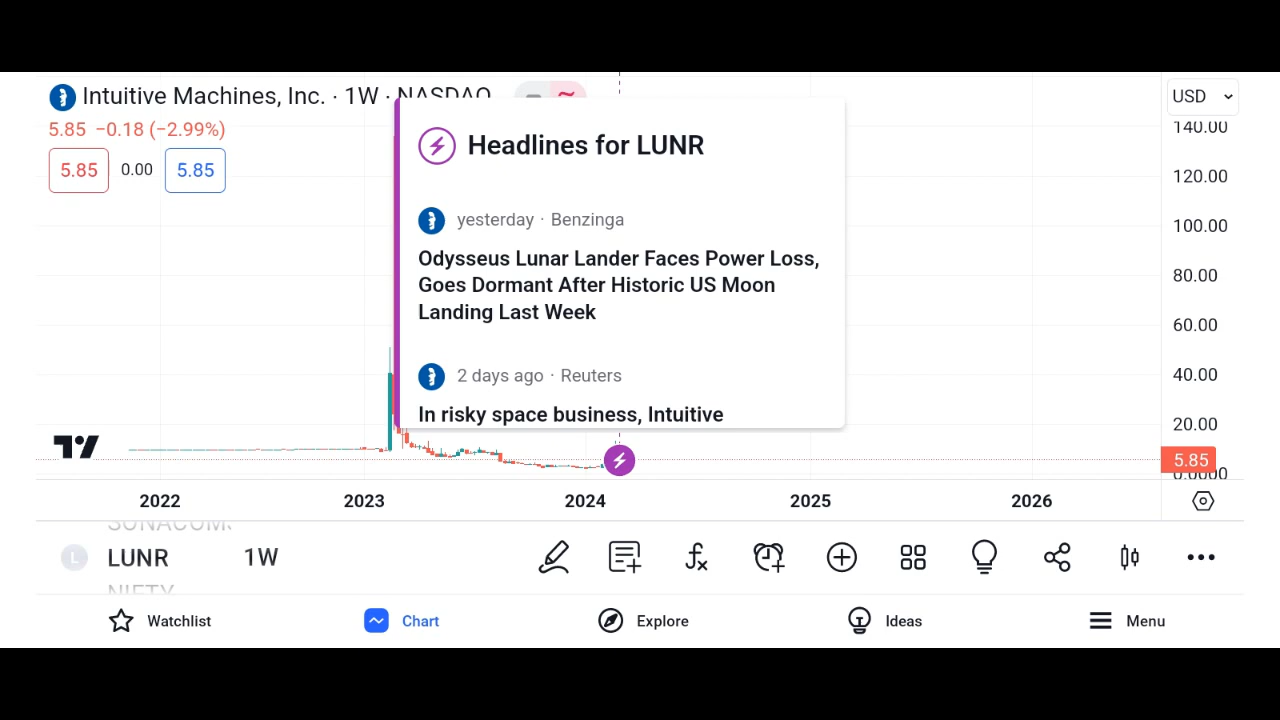 Intuitive Machines, Inc. · 1W · NASDAQ
USD
5.85 −0.18 (−2.99%)
5.85 0.00 5.85
Headlines for LUNR
yesterday · Benzinga
Odysseus Lunar Lander Faces Power Loss,
Goes Dormant After Historic US Moon
Landing Last Week
2 days ago · Reuters
In risky space business, Intuitive
140.00
120.00
100.00
80.00
60.00
40.00
20.00
5.85
0.0000
2022 2023 2024 2025 2026
SONACOMS
L LUNR 1W
NIFTY
Watchlist Chart Explore Ideas Menu